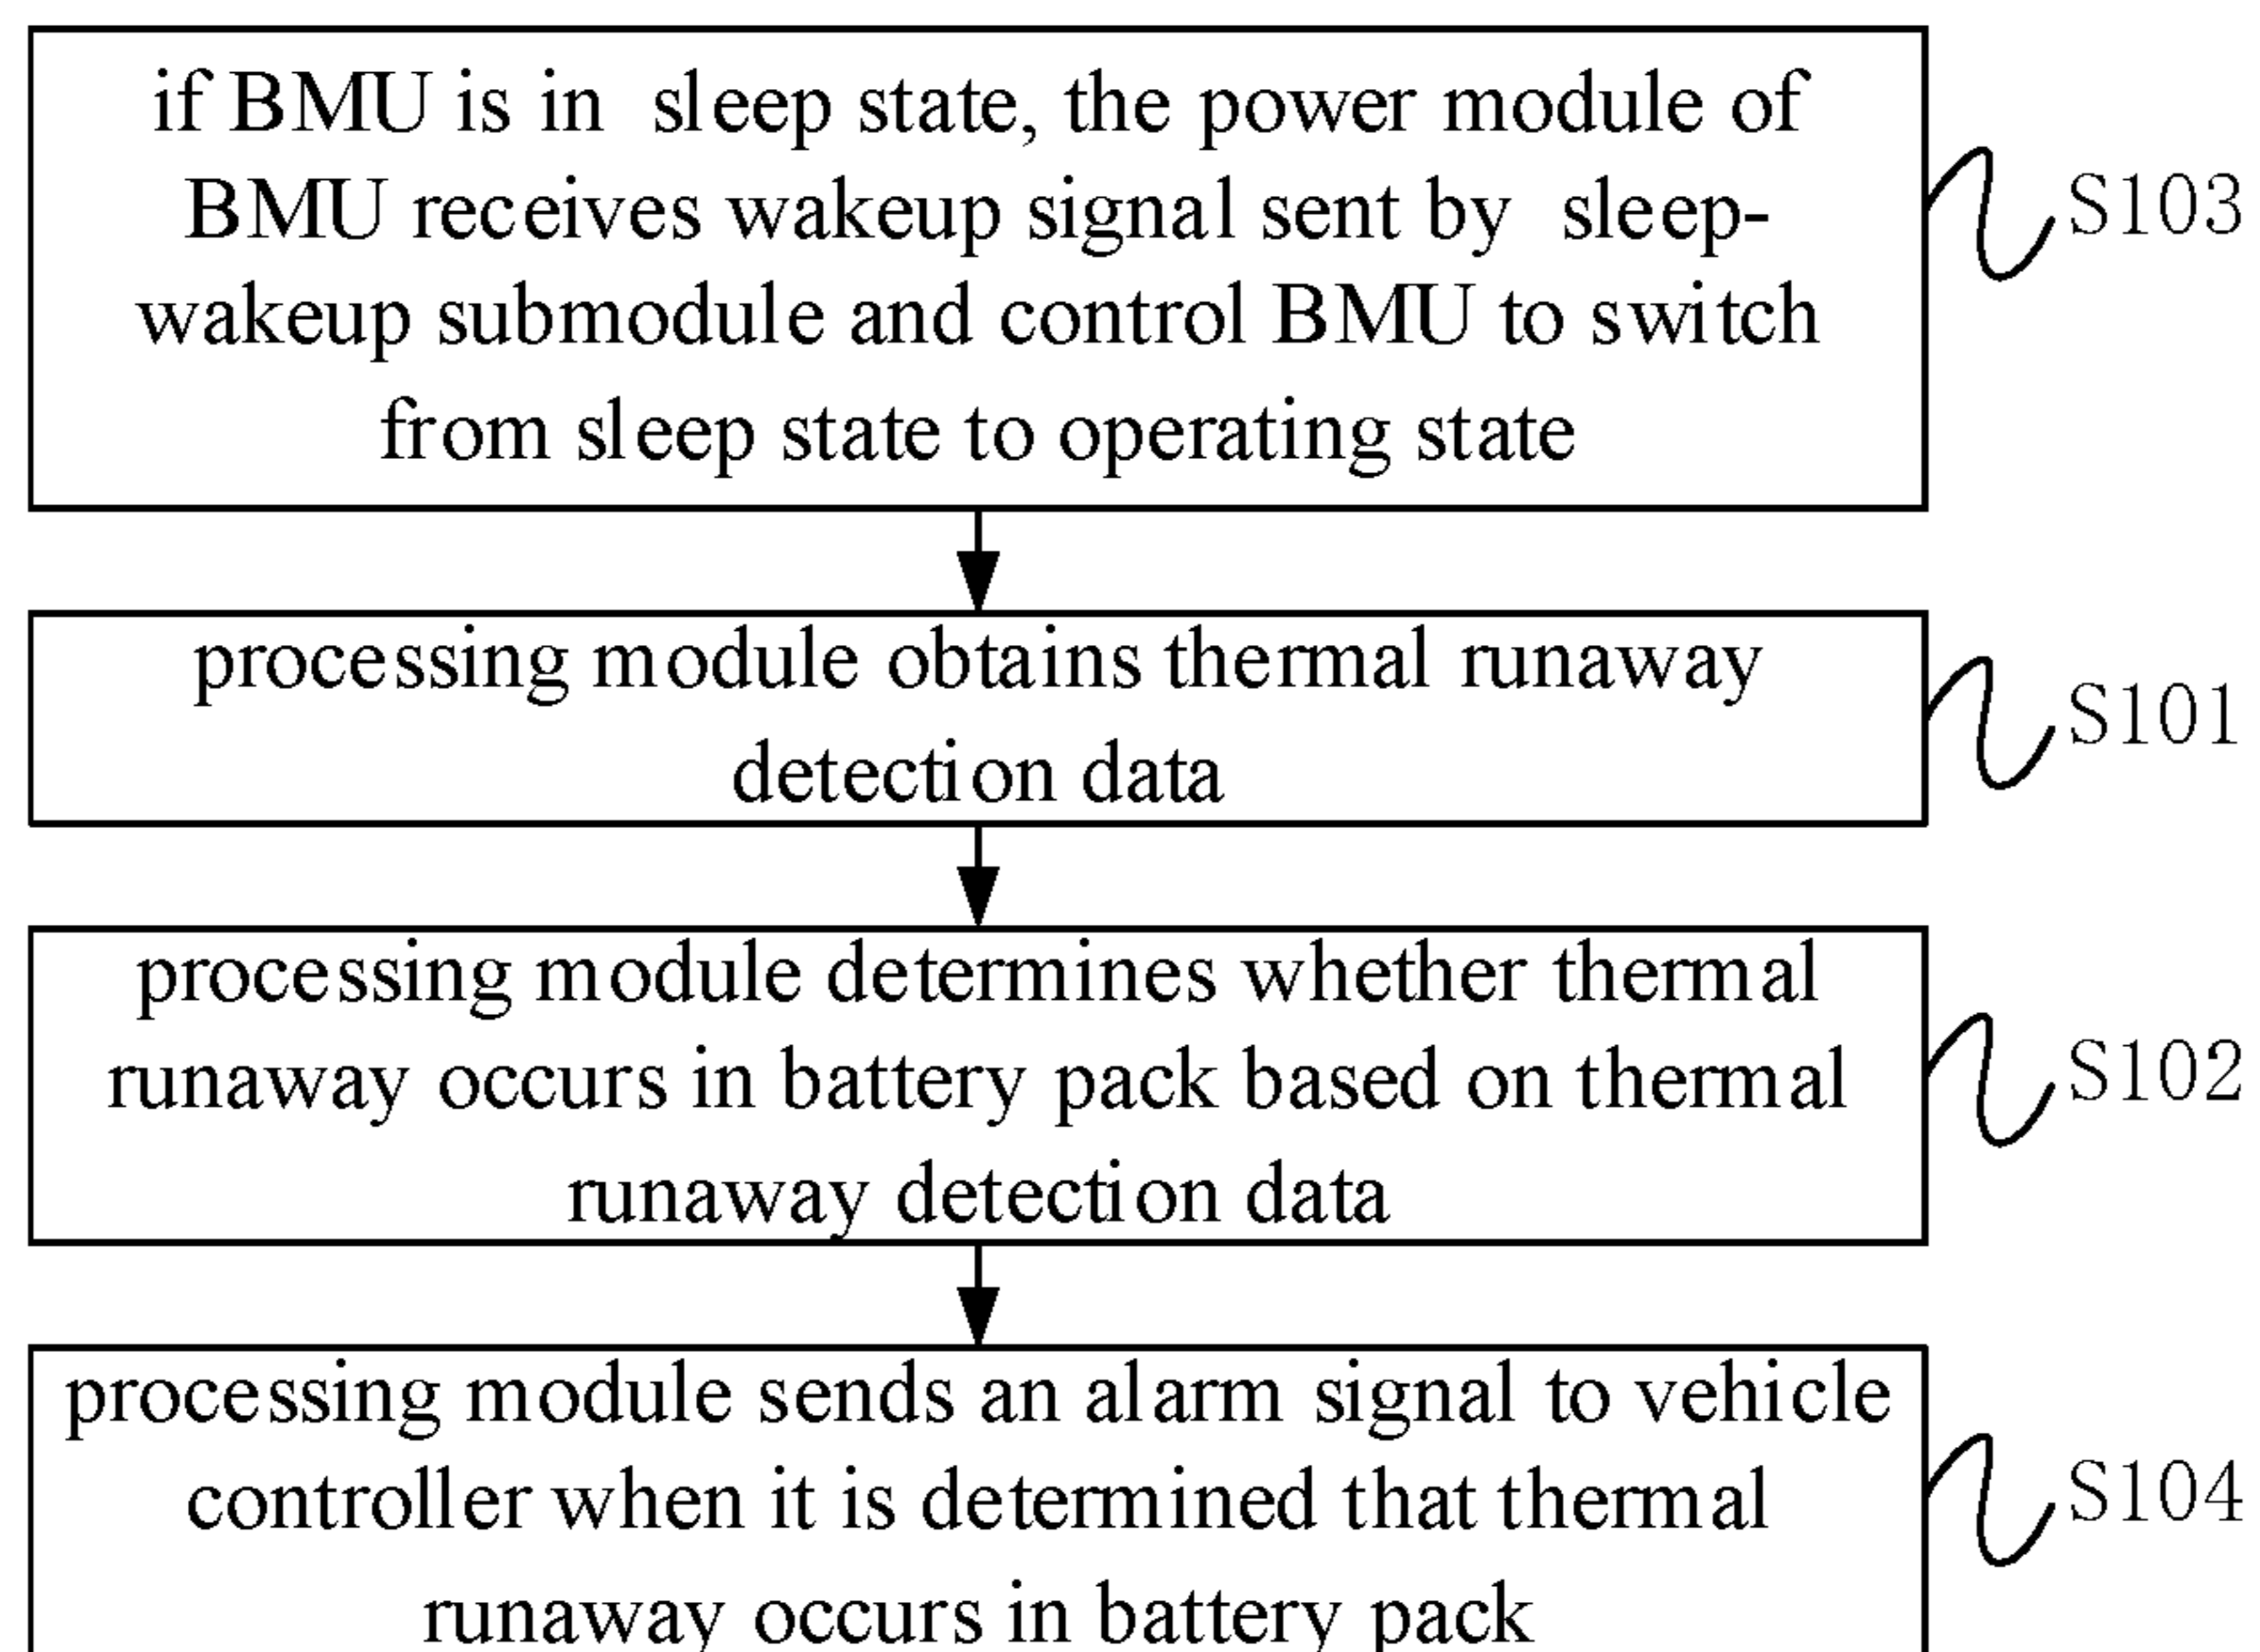 if BMU is in sleep state, the power module of
BMU receives wakeup signal sent by sleep-
wakeup submodule and control BMU to switch
from sleep state to operating state
S103
processing module obtains thermal runaway
detection data
S101
processing module determines whether thermal
runaway occurs in battery pack based on thermal
runaway detection data
S102
processing module sends an alarm signal to vehicle
controller when it is determined that thermal
runaway occurs in battery pack
S104